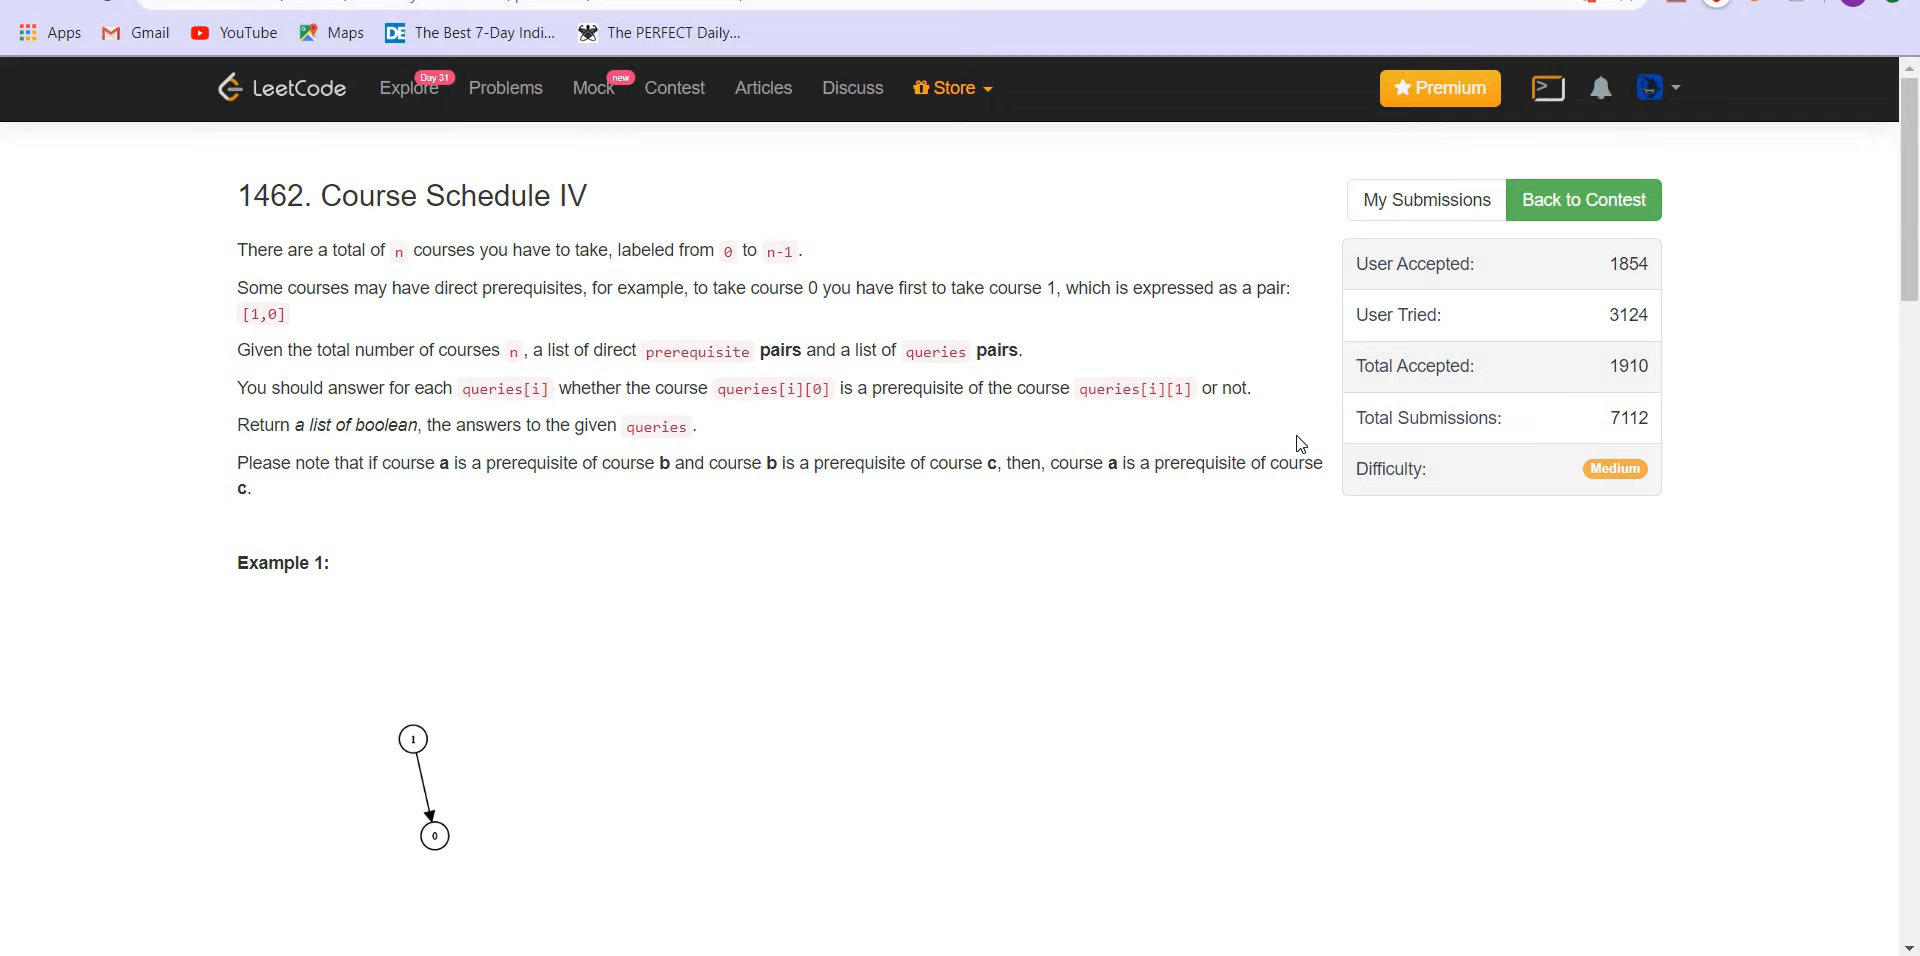 Apps Gmail YouTube Maps DE The Best 7-Day Indi... The PERFECT Daily...
LeetCode Explore Day 31 Problems Mock new Contest Articles Discuss Store Premium
1462. Course Schedule IV
My Submissions Back to Contest
There are a total of n courses you have to take, labeled from 0 to n-1 .
Some courses may have direct prerequisites, for example, to take course 0 you have first to take course 1, which is expressed as a pair:
[1,0]
Given the total number of courses n , a list of direct prerequisite pairs and a list of queries pairs.
You should answer for each queries[i] whether the course queries[i][0] is a prerequisite of the course queries[i][1] or not.
Return a list of boolean, the answers to the given queries .
Please note that if course a is a prerequisite of course b and course b is a prerequisite of course c, then, course a is a prerequisite of course
c.
User Accepted: 1854
User Tried: 3124
Total Accepted: 1910
Total Submissions: 7112
Difficulty: Medium
Example 1:
1
0